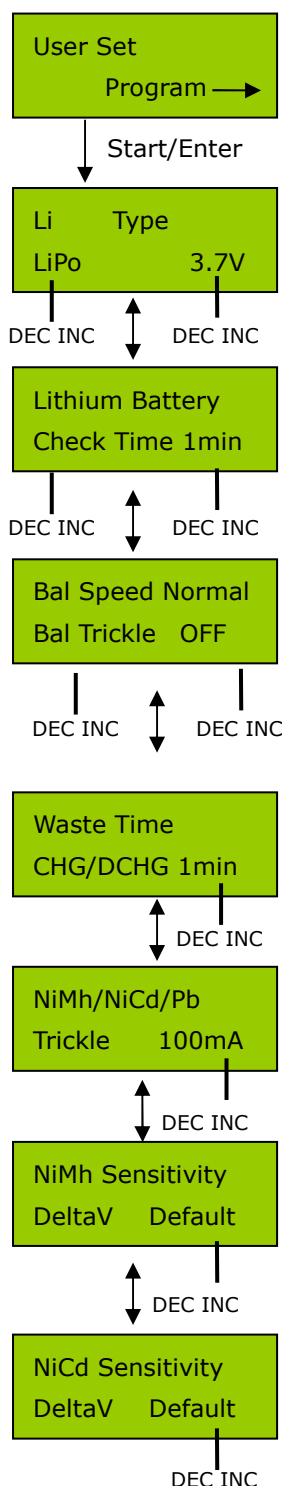 User Set
Program
Start/Enter
Li Type
LiPo 3.7V
DEC INC DEC INC
Lithium Battery
Check Time 1min
DEC INC DEC INC
Bal Speed Normal
Bal Trickle OFF
DEC INC DEC INC
Waste Time
CHG/DCHG 1min
DEC INC
NiMh/NiCd/Pb
Trickle 100mA
DEC INC
NiMh Sensitivity
DeltaV Default
DEC INC
NiCd Sensitivity
DeltaV Default
DEC INC